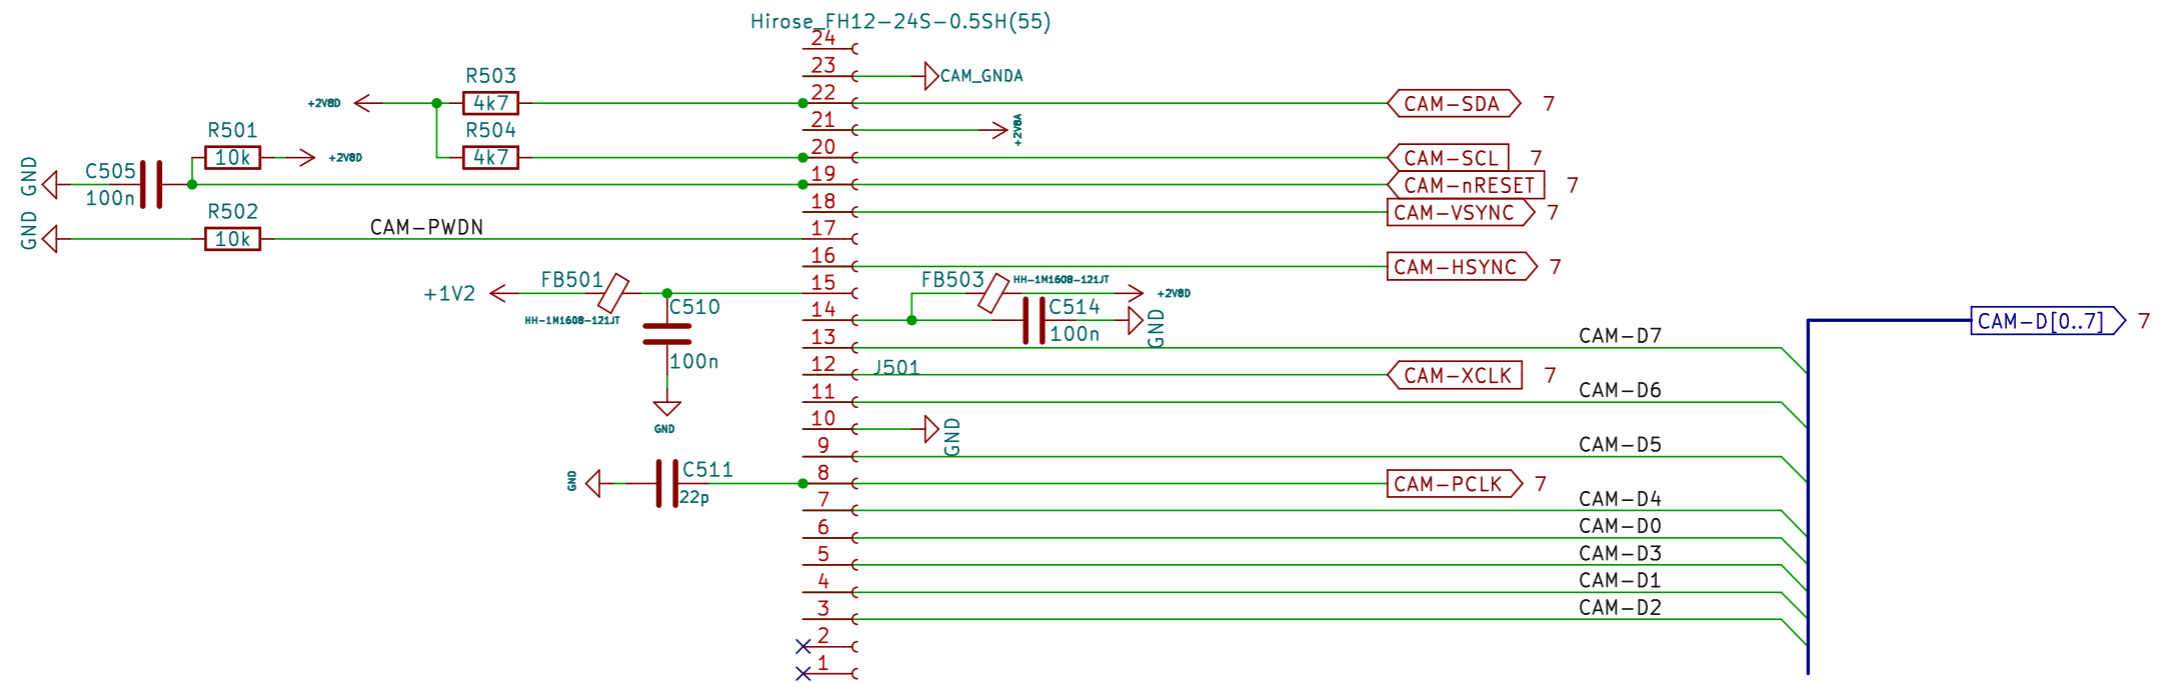 Hirose_FH12-24S-0.5SH(55)
24
23
CAM_GNDA
R503
+2V8D
4k7
22
CAM-SDA
7
R501
R504
21
+2V8A
10k
+2V8D
4k7
20
CAM-SCL
7
GND
C505
100n
19
CAM-nRESET
7
R502
18
CAM-VSYNC
7
GND
10k
CAM-PWDN
17
16
CAM-HSYNC
7
+1V2
FB501
HH-1M1608-121JT
15
FB503
HH-1M1608-121JT
+2V8D
C510
100n
GND
14
C514
100n
GND
CAM-D[0..7]
7
13
CAM-D7
12
J501
CAM-XCLK
7
11
CAM-D6
10
GND
9
CAM-D5
GND
C511
22p
8
CAM-PCLK
7
7
CAM-D4
6
CAM-D0
5
CAM-D3
4
CAM-D1
3
CAM-D2
2
1